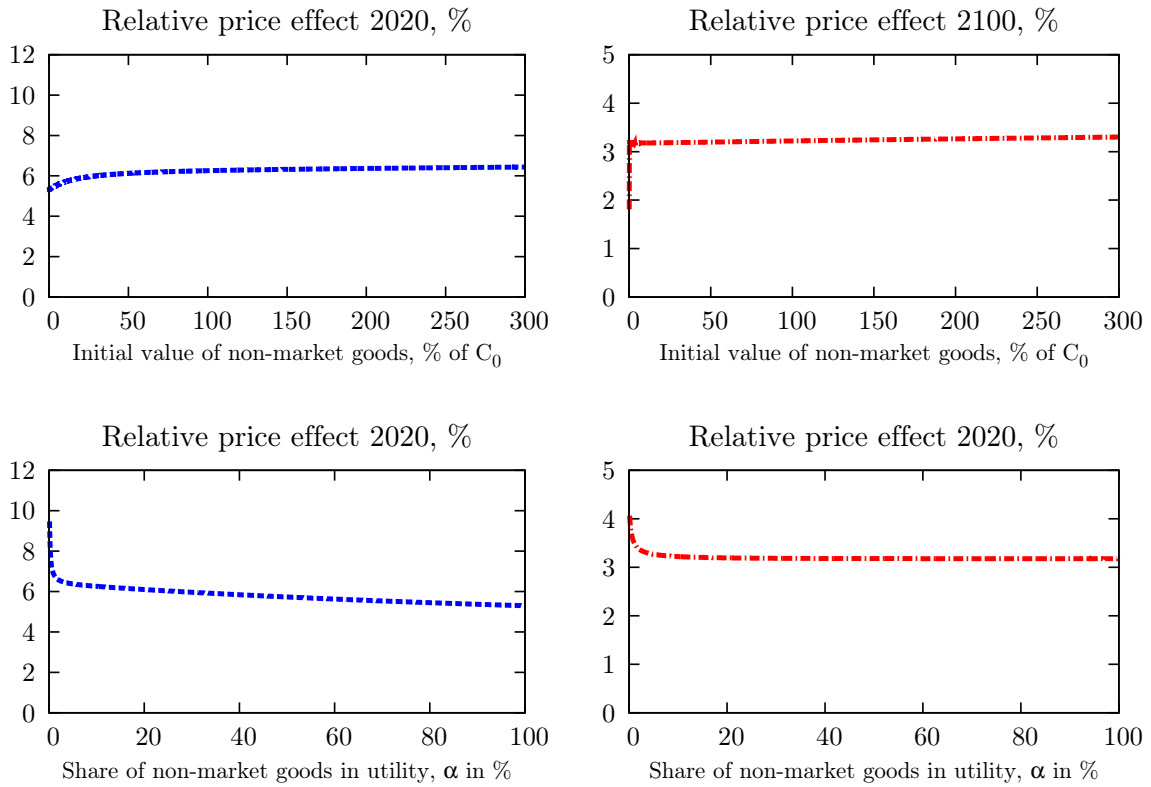 Relative price effect 2020, %
12
10
8
6
4
2
0
0 50 100 150 200 250 300
Initial value of non-market goods, % of C₀
Relative price effect 2100, %
5
4
3
2
1
0
0 50 100 150 200 250 300
Initial value of non-market goods, % of C₀
Relative price effect 2020, %
12
10
8
6
4
2
0
0 20 40 60 80 100
Share of non-market goods in utility, α in %
Relative price effect 2020, %
5
4
3
2
1
0
0 20 40 60 80 100
Share of non-market goods in utility, α in %